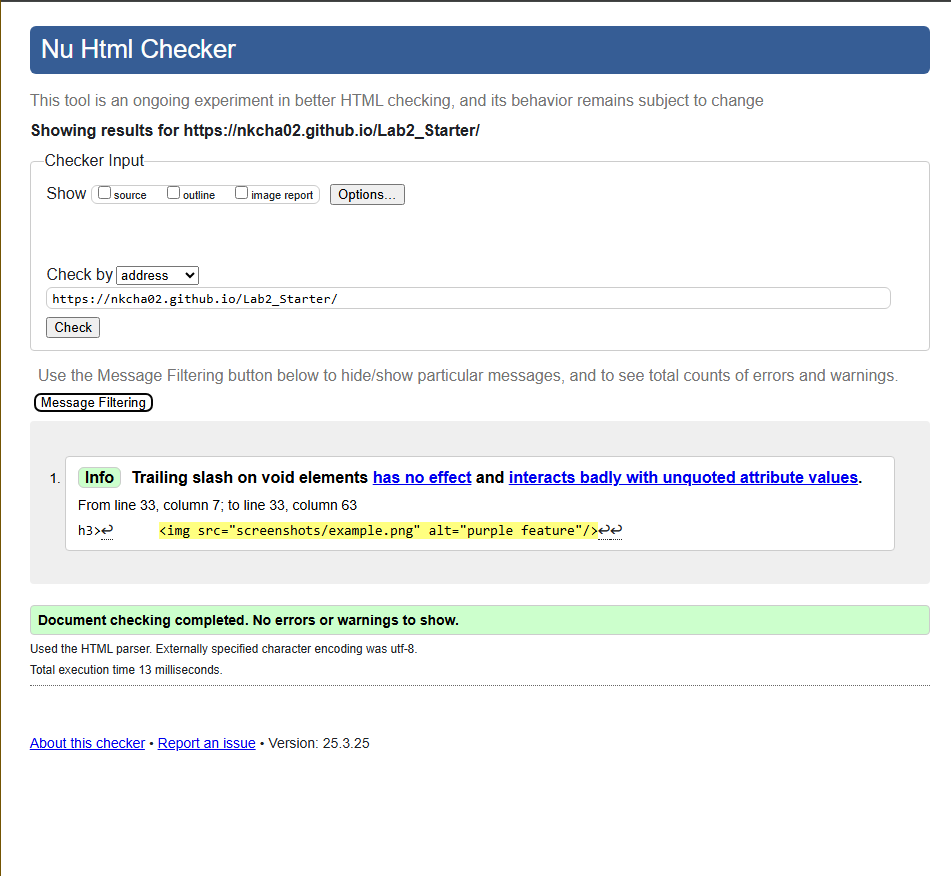 Nu Html Checker
This tool is an ongoing experiment in better HTML checking, and its behavior remains subject to change
Showing results for https://nkcha02.github.io/Lab2_Starter/
Checker Input
Show source outline image report Options...
Check by address
https://nkcha02.github.io/Lab2_Starter/
Check
Use the Message Filtering button below to hide/show particular messages, and to see total counts of errors and warnings.
Message Filtering
1. Info Trailing slash on void elements has no effect and interacts badly with unquoted attribute values.
From line 33, column 7; to line 33, column 63
h3>↩ <img src="screenshots/example.png" alt="purple feature"/>↩↩
Document checking completed. No errors or warnings to show.
Used the HTML parser. Externally specified character encoding was utf-8.
Total execution time 13 milliseconds.
About this checker • Report an issue • Version: 25.3.25